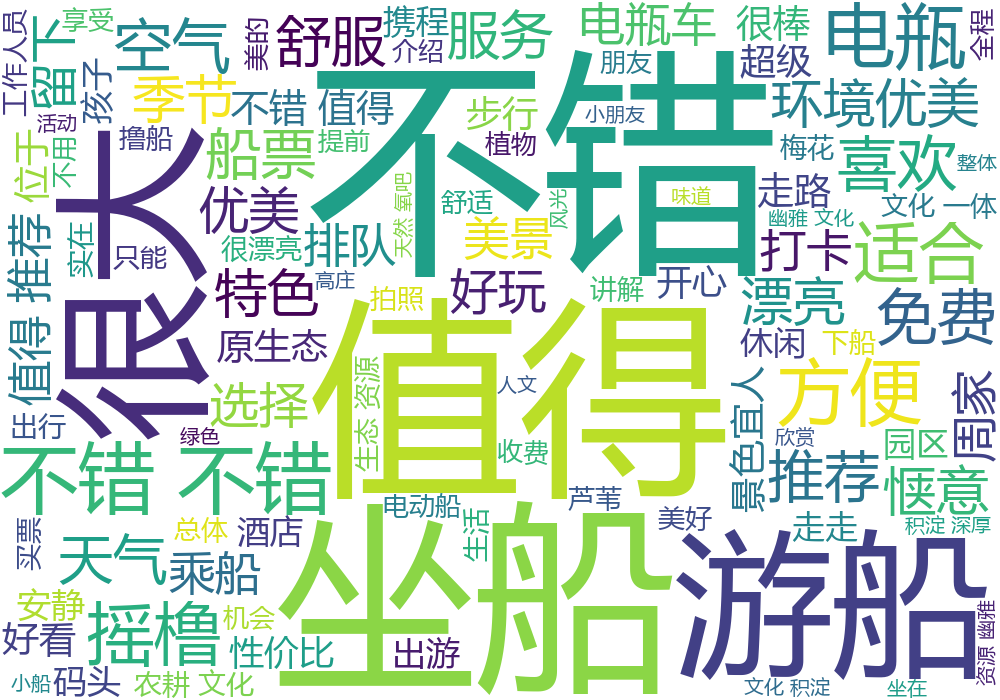 工作人员
享受
美的
舒服
携程
介绍
服务
电瓶车
很棒
电瓶
全程
留下
空气
孩子
季节
不错 值得
步行
朋友
超级
小朋友
环境优美
活动
撸船
船票
提前
植物
不错
梅花
喜欢
整体
位于
不用
很大
优美
天然 氧吧
舒适
风光
味道
走路
文化 一体
幽雅 文化
实在
只能
很漂亮
排队
美景
打卡
适合
值得 推荐
特色
高庄
拍照
好玩
讲解
开心
漂亮
免费
原生态
值得
休闲
下船
生态 资源
选择
人文
景色宜人
方便
周家
出行
绿色
收费
欣赏
园区
不错 不错
推荐
惬意
电动船
芦苇
美好
走走
积淀 深厚
买票
总体
酒店
生活
坐船
游船
天气
乘船
安静
摇橹
机会
好看
性价比
出游
资源 幽雅
小船
码头
农耕 文化
文化 积淀
坐在